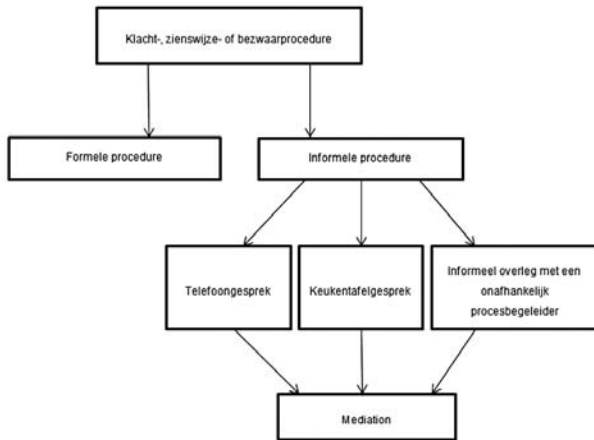 Klacht-, zienswijze- of bezwaarprocedure
Formele procedure
Informele procedure
Telefoongesprek
Keukentafelgesprek
Informeel overleg met een
onafhankelijk
procesbegeleider
Mediation